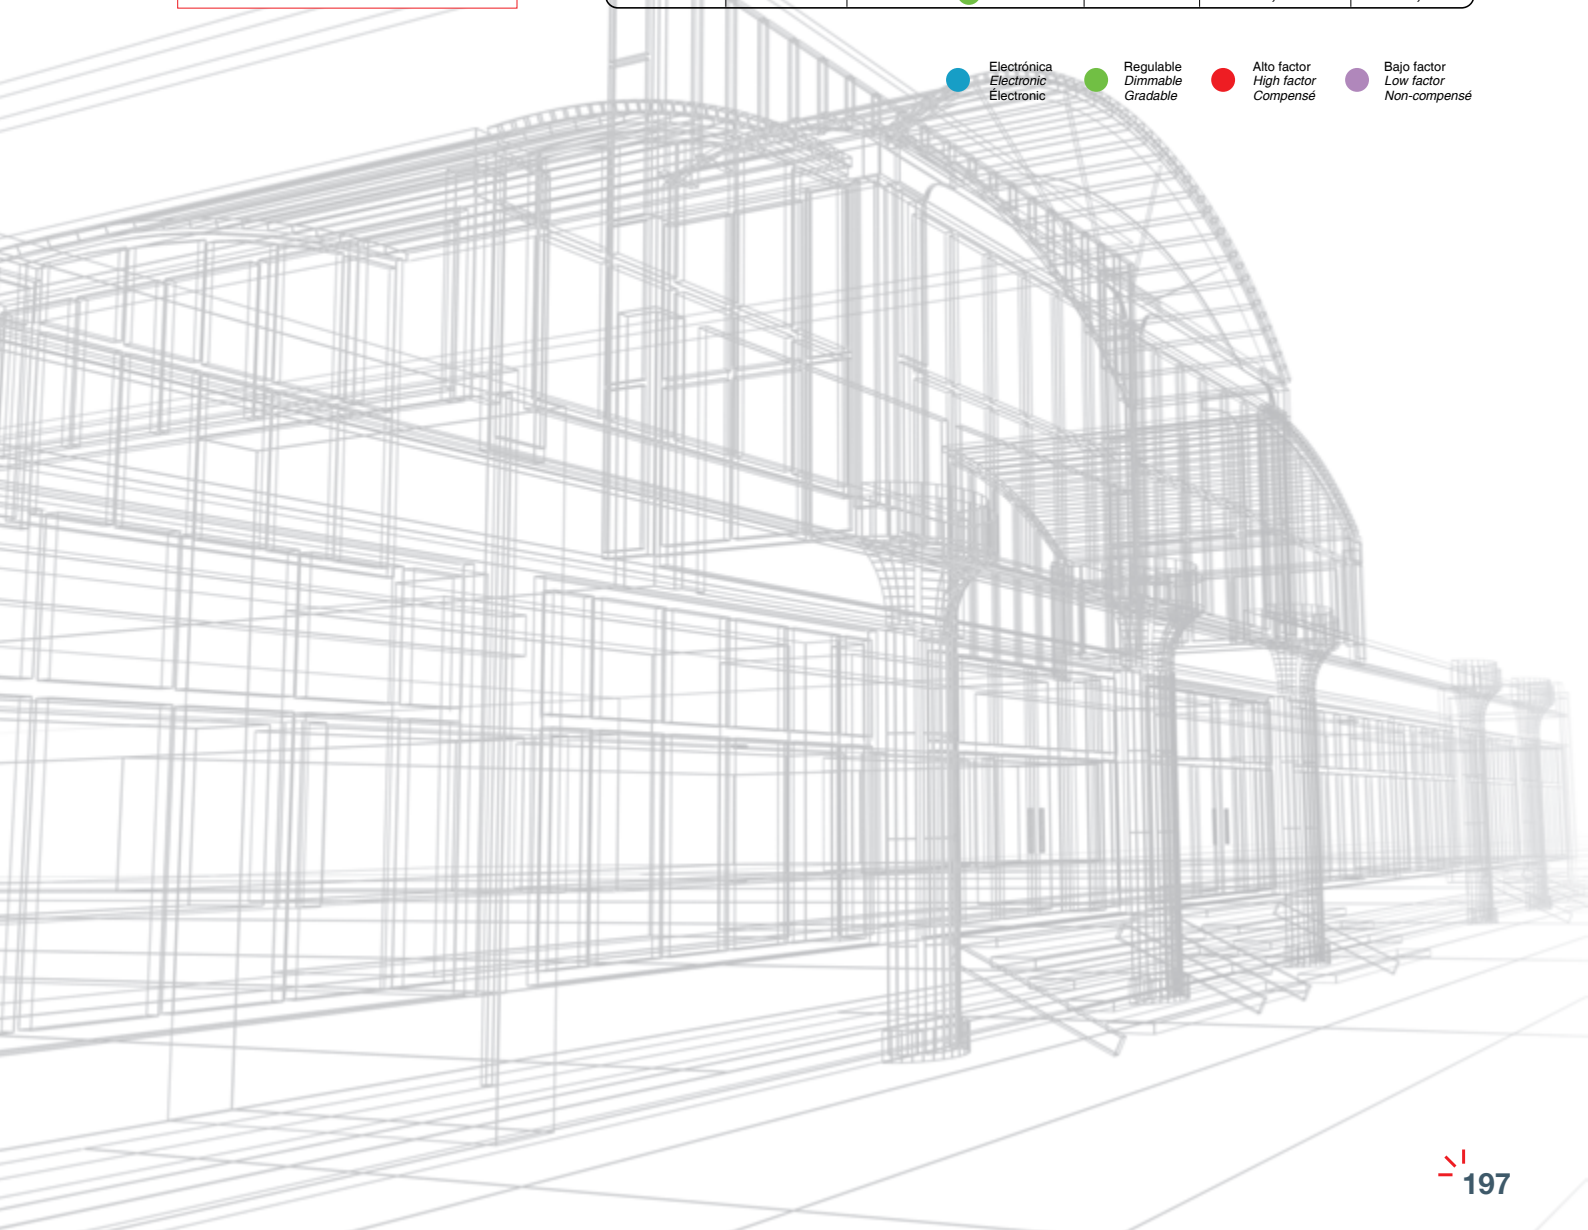 Electrónica
Electronic
Électronic
Regulable
Dimmable
Gradable
Alto factor
High factor
Compensé
Bajo factor
Low factor
Non-compensé
197